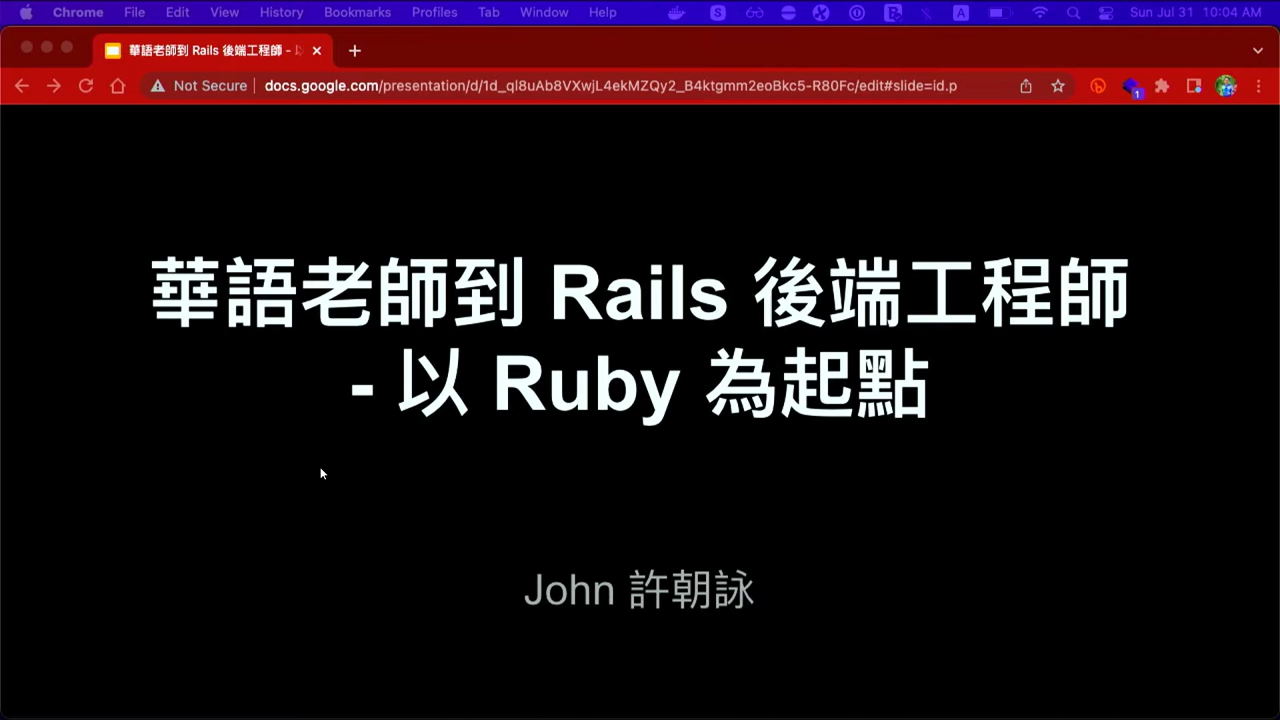 Chrome File Edit View History Bookmarks Profiles Tab Window Help Sun Jul 31 10:04 AM
華語老師到 Rails 後端工程師 -
Not Secure docs.google.com/presentation/d/1d_ql8uAb8VXwjL4ekMZQy2_B4ktgmm2eoBkc5-R80Fc/edit#slide=id.p
華語老師到 Rails 後端工程師
- 以 Ruby 為起點
John 許朝詠